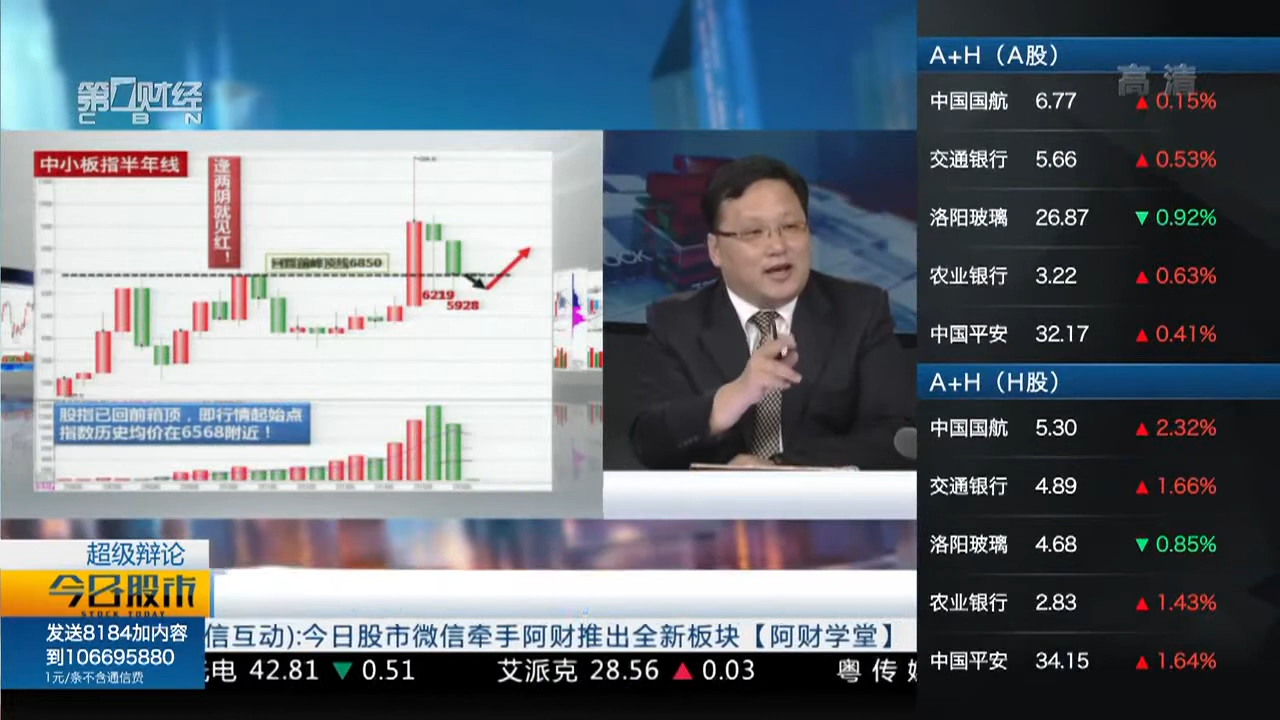 第一财经
CBN
高清
中小板指半年线
逢两阴就见红！
回踩箱峰顶线6850
6219
5928
股指已回前箱顶，即行情起始点
指数历史均价在6568附近！
A+H（A股）
中国国航 6.77 ▲ 0.15%
交通银行 5.66 ▲ 0.53%
洛阳玻璃 26.87 ▼ 0.92%
农业银行 3.22 ▲ 0.63%
中国平安 32.17 ▲ 0.41%
A+H（H股）
中国国航 5.30 ▲ 2.32%
交通银行 4.89 ▲ 1.66%
洛阳玻璃 4.68 ▼ 0.85%
农业银行 2.83 ▲ 1.43%
中国平安 34.15 ▲ 1.64%
超级辩论
今日股市
STOCK TODAY
发送8184加内容
到106695880
1元/条不含通信费
信互动):今日股市微信牵手阿财推出全新板块【阿财学堂】
电 42.81 ▼ 0.51 艾派克 28.56 ▲ 0.03 粤传